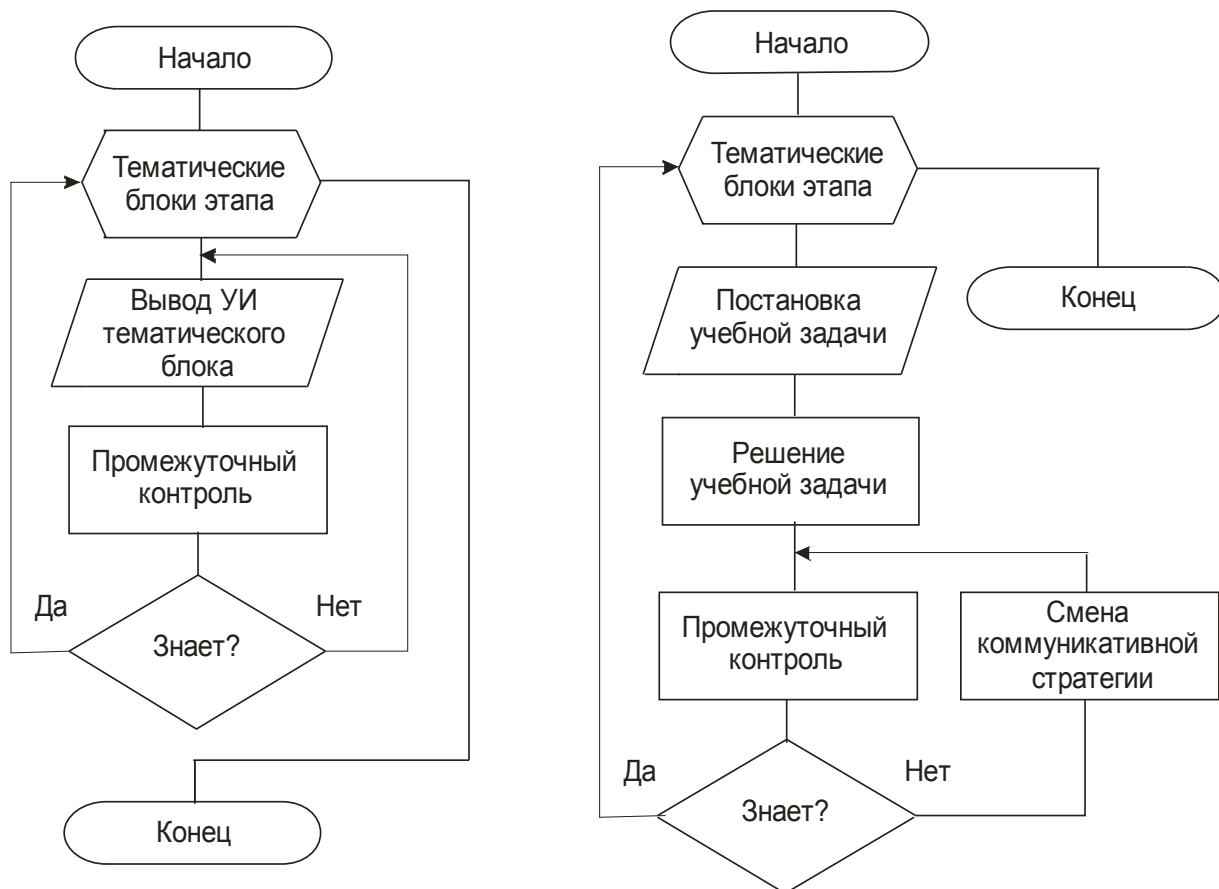 Начало
Тематические
блоки этапа
Вывод УИ
тематического
блока
Промежуточный
контроль
Да
Нет
Знает?
Конец
Начало
Тематические
блоки этапа
Конец
Постановка
учебной задачи
Решение
учебной задачи
Промежуточный
контроль
Смена
коммуникативной
стратегии
Да
Нет
Знает?